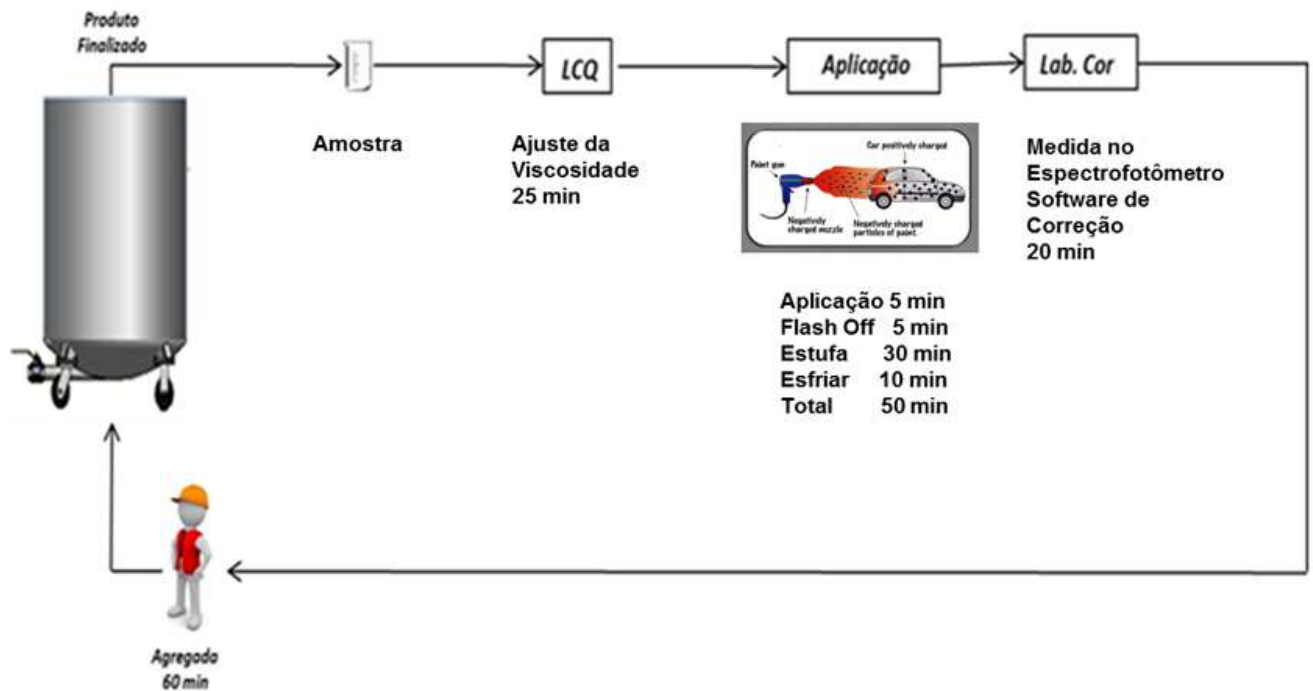 Produto
Finalizado
Amostra
LCQ
Ajuste da
Viscosidade
25 min
Aplicação
Car positively charged
Paint gun
Negatively
charged nozzle
Negatively charged
particles of paint
Aplicação 5 min
Flash Off 5 min
Estufa 30 min
Esfriar 10 min
Total 50 min
Lab. Cor
Medida no
Espectrofotômetro
Software de
Correção
20 min
Agregada
60 min